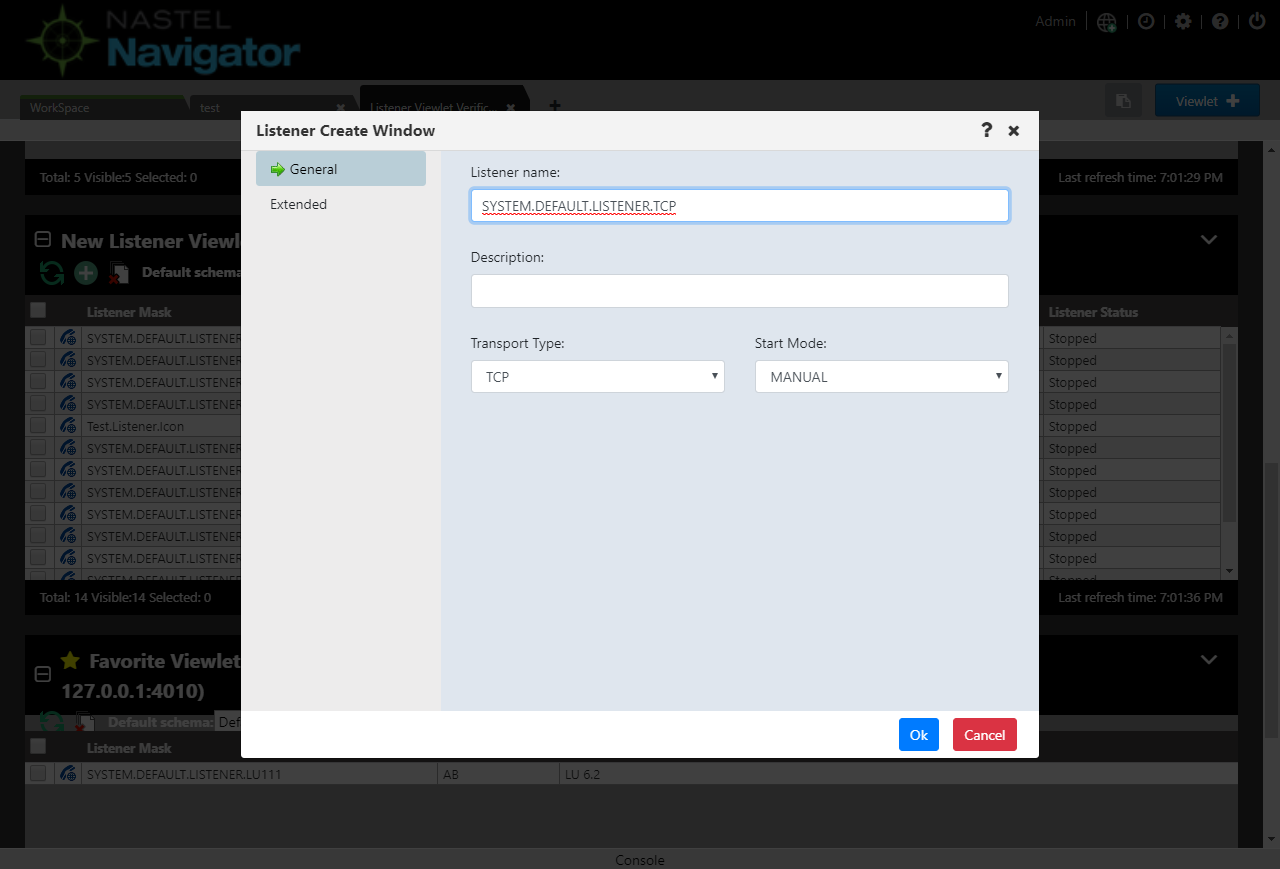 NASTEL
Navigator
Admin
WorkSpace
test
Listener Viewlet Verific...
Viewlet
Listener Create Window
General
Extended
Listener name:
SYSTEM.DEFAULT.LISTENER.TCP
Description:
Transport Type:
Start Mode:
TCP
MANUAL
Ok
Cancel
Total: 5 Visible:5 Selected: 0
Last refresh time: 7:01:29 PM
New Listener Viewl
Default schema
Listener Mask
Listener Status
SYSTEM.DEFAULT.LISTENER
Stopped
SYSTEM.DEFAULT.LISTENER
Stopped
SYSTEM.DEFAULT.LISTENER
Stopped
SYSTEM.DEFAULT.LISTENER
Stopped
Test.Listener.Icon
Stopped
SYSTEM.DEFAULT.LISTENER
Stopped
SYSTEM.DEFAULT.LISTENER
Stopped
SYSTEM.DEFAULT.LISTENER
Stopped
SYSTEM.DEFAULT.LISTENER
Stopped
SYSTEM.DEFAULT.LISTENER
Stopped
SYSTEM.DEFAULT.LISTENER
Stopped
SYSTEM.DEFAULT.LISTENER
Stopped
Total: 14 Visible:14 Selected: 0
Last refresh time: 7:01:36 PM
Favorite Viewlet
127.0.0.1:4010)
Default schema: Def
Listener Mask
SYSTEM.DEFAULT.LISTENER.LU111
AB
LU 6.2
Console